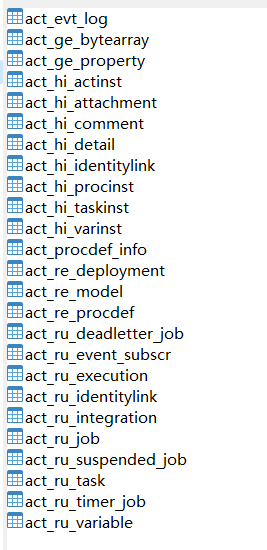 act_evt_log
act_ge_bytearray
act_ge_property
act_hi_actinst
act_hi_attachment
act_hi_comment
act_hi_detail
act_hi_identitylink
act_hi_procinst
act_hi_taskinst
act_hi_varinst
act_procdef_info
act_re_deployment
act_re_model
act_re_procdef
act_ru_deadletter_job
act_ru_event_subscr
act_ru_execution
act_ru_identitylink
act_ru_integration
act_ru_job
act_ru_suspended_job
act_ru_task
act_ru_timer_job
act_ru_variable